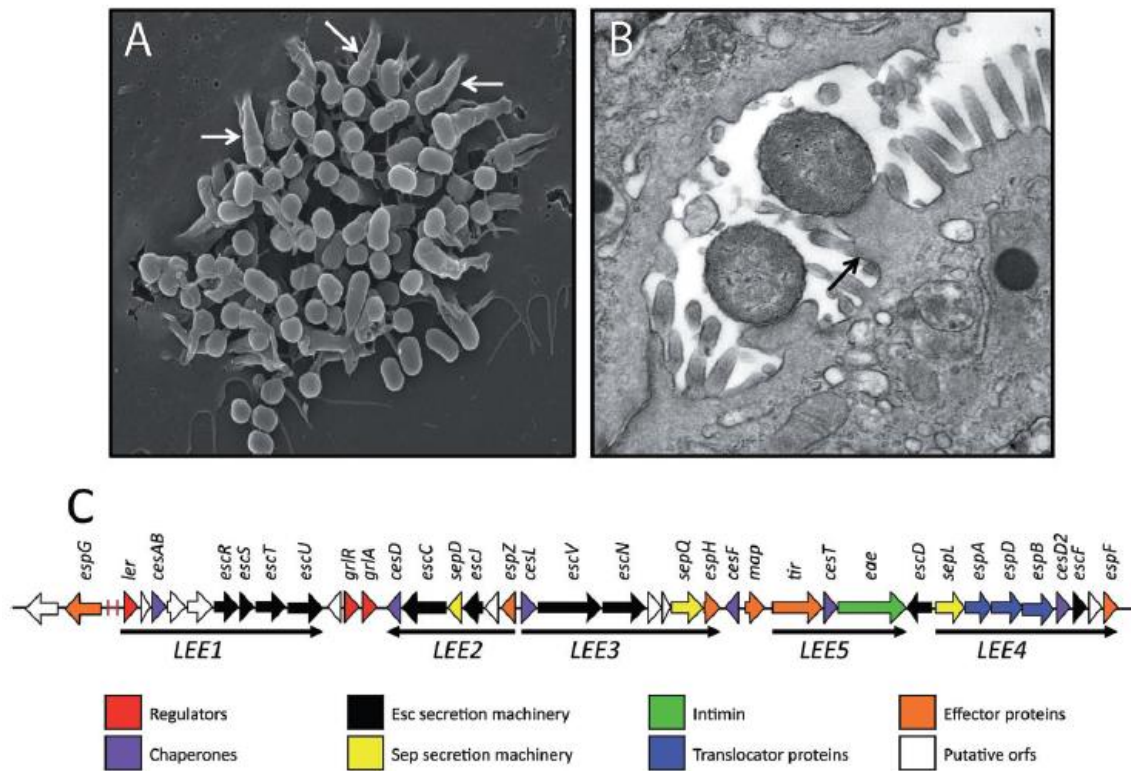 A
B
C
espG
ler
cesAB
escR
escS
escT
escU
grlR
grlA
cesD
escC
sepD
escJ
espZ
cesL
escV
escN
sepQ
espH
cesF
map
tir
cesT
eae
escD
sepL
espA
espD
espB
cesD2
escF
espF
LEE1
LEE2
LEE3
LEE5
LEE4
Regulators
Esc secretion machinery
Intimin
Effector proteins
Chaperones
Sep secretion machinery
Translocator proteins
Putative orfs